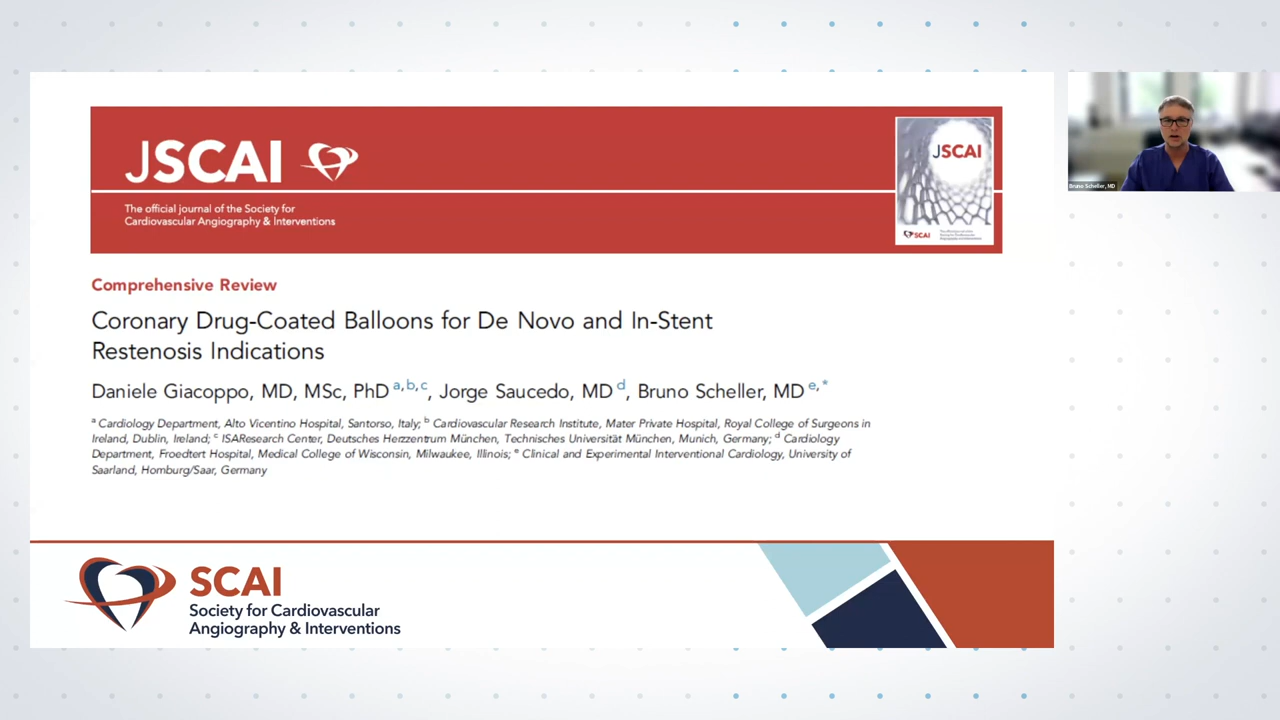 JSCAI
The official journal of the Society for
Cardiovascular Angiography & Interventions
JSCAI
SCAI
Bruno Scheller, MD
Comprehensive Review
Coronary Drug-Coated Balloons for De Novo and In-Stent
Restenosis Indications
Daniele Giacoppo, MD, MSc, PhD a,b,c, Jorge Saucedo, MD d, Bruno Scheller, MD e,*
a Cardiology Department, Alto Vicentino Hospital, Santorso, Italy; b Cardiovascular Research Institute, Mater Private Hospital, Royal College of Surgeons in
Ireland, Dublin, Ireland; c ISAResearch Center, Deutsches Herzzentrum München, Technisches Universität München, Munich, Germany; d Cardiology
Department, Froedtert Hospital, Medical College of Wisconsin, Milwaukee, Illinois; e Clinical and Experimental Interventional Cardiology, University of
Saarland, Homburg/Saar, Germany
SCAI
Society for Cardiovascular
Angiography & Interventions